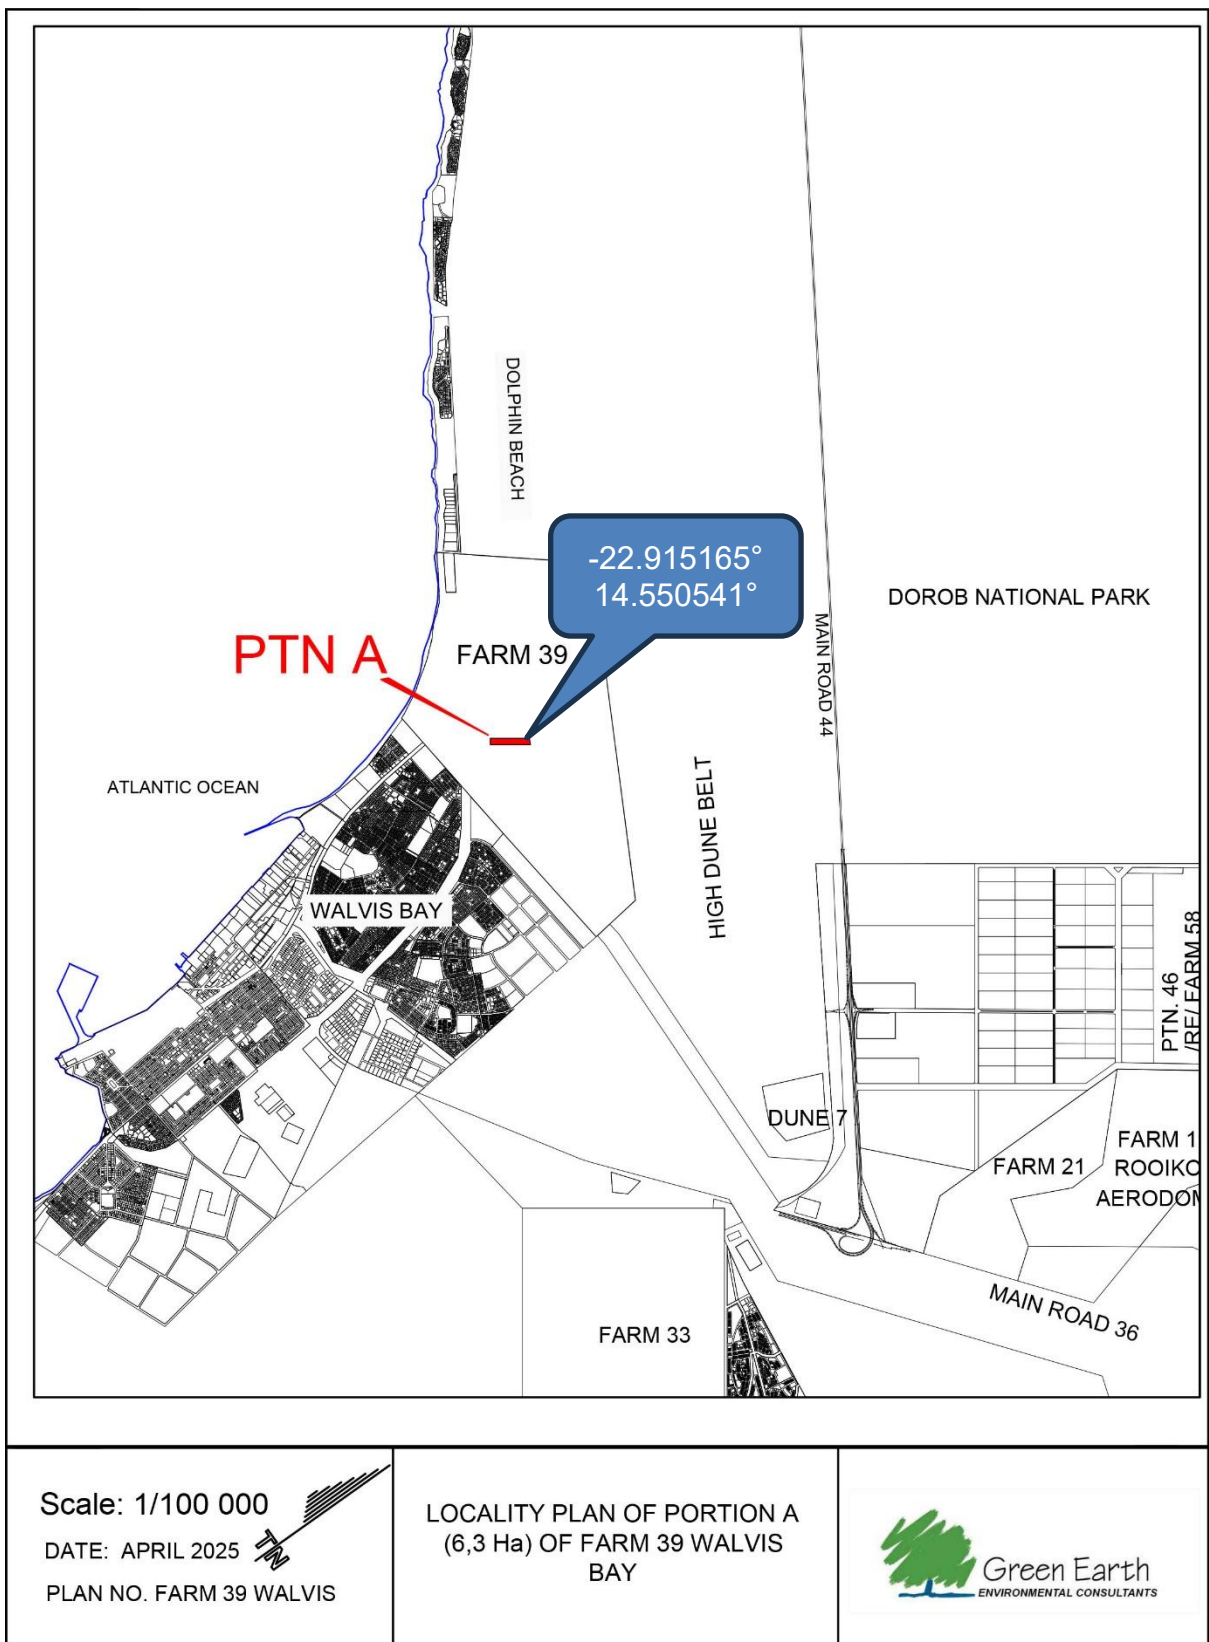 DOLPHIN BEACH
-22.915165°
14.550541°
DOROB NATIONAL PARK
MAIN ROAD 44
PTN A
FARM 39
ATLANTIC OCEAN
HIGH DUNE BELT
WALVIS BAY
PTN. 46
/RE/ FARM 58
DUNE 7
FARM 21
FARM 1
ROOIKO
AERODOM
MAIN ROAD 36
FARM 33
Scale: 1/100 000
DATE: APRIL 2025
TN
PLAN NO. FARM 39 WALVIS
LOCALITY PLAN OF PORTION A
(6,3 Ha) OF FARM 39 WALVIS
BAY
Green Earth
ENVIRONMENTAL CONSULTANTS